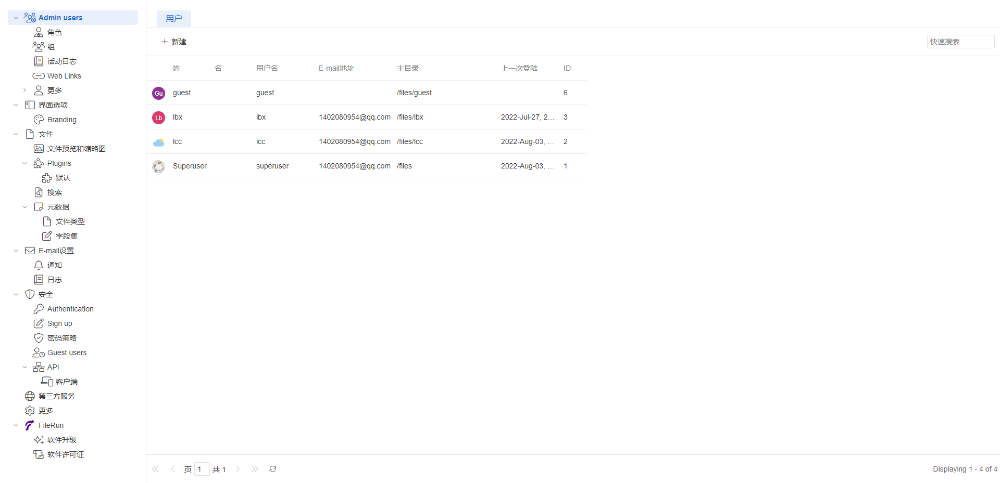 Admin users
角色
组
活动日志
Web Links
更多
界面选项
Branding
文件
文件预览和缩略图
Plugins
默认
搜索
元数据
文件类型
字段集
E-mail设置
通知
日志
安全
Authentication
Sign up
密码策略
Guest users
API
客户端
第三方服务
更多
FileRun
软件升级
软件许可证
用户
新建
快速搜索
姓 名 用户名 E-mail地址 主目录 上一次登陆 ID
Gu guest guest /files/guest 6
Lb lbx lbx 1402080954@qq.com /files/lbx 2022-Jul-27, 2... 3
lcc lcc 1402080954@qq.com /files/lcc 2022-Aug-03, ... 2
Superuser superuser 1402080954@qq.com /files 2022-Aug-03, ... 1
页 1 共 1
Displaying 1 - 4 of 4